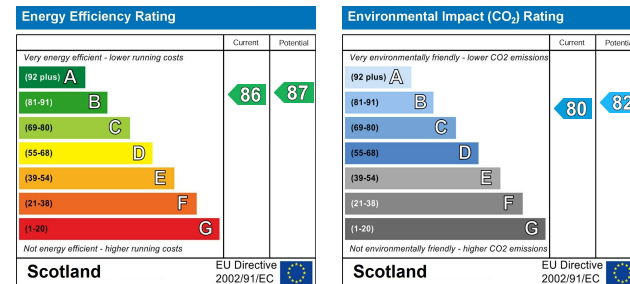 Energy Efficiency Rating
Current Potential
Very energy efficient - lower running costs
(92 plus) A
(81-91) B
(69-80) C
(55-68) D
(39-54) E
(21-38) F
(1-20) G
86 87
Not energy efficient - higher running costs
Scotland
EU Directive
2002/91/EC
Environmental Impact (CO₂) Rating
Current Potentia
Very environmentally friendly - lower CO2 emissions
(92 plus) A
(81-91) B
(69-80) C
(55-68) D
(39-54) E
(21-38) F
(1-20) G
80 82
Not environmentally friendly - higher CO2 emissions
Scotland
EU Directive
2002/91/EC